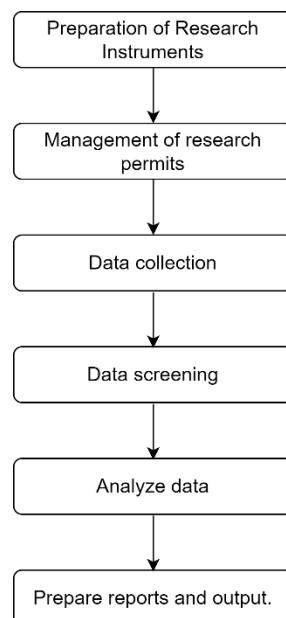 Preparation of Research
Instruments
Management of research
permits
Data collection
Data screening
Analyze data
Prepare reports and output.